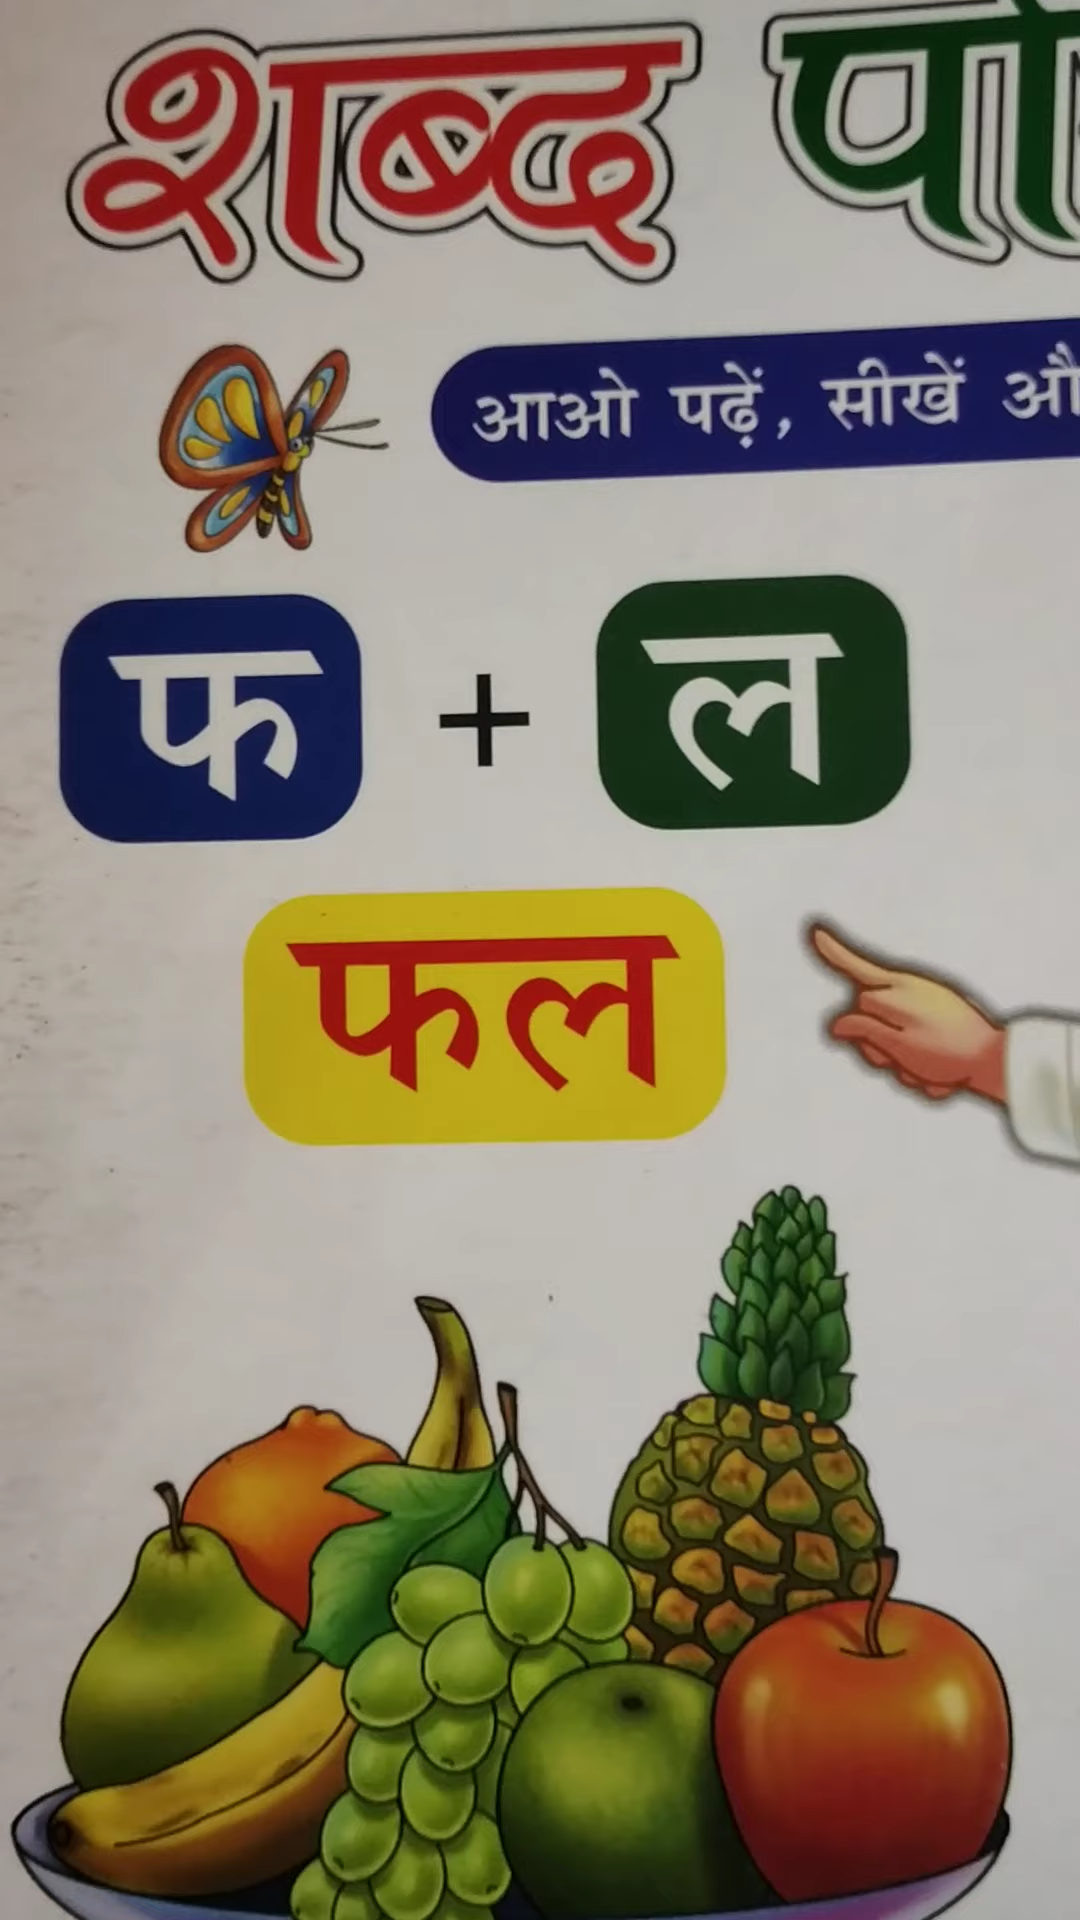 शब्द
आओ पढ़ें, सीखें
फ + ल
फल